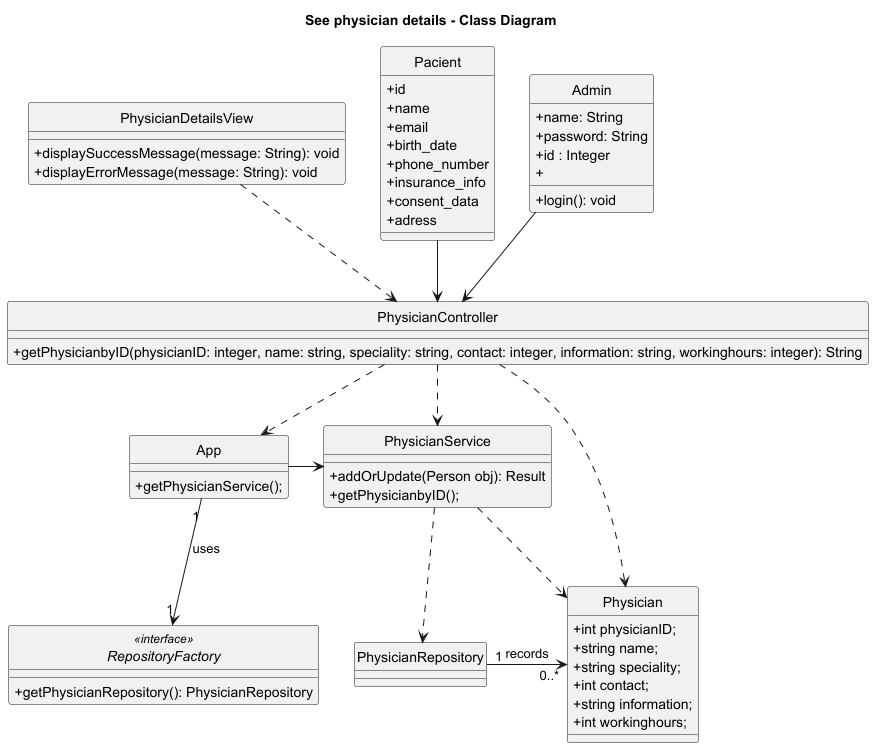 See physician details - Class Diagram
PhysicianDetailsView
+displaySuccessMessage(message: String): void
+displayErrorMessage(message: String): void
Pacient
+id
+name
+email
+birth_date
+phone_number
+insurance_info
+consent_data
+adress
Admin
+name: String
+password: String
+id : Integer
+
+login(): void
PhysicianController
+getPhysicianbyID(physicianID: integer, name: string, speciality: string, contact: integer, information: string, workinghours: integer): String
App
+getPhysicianService();
PhysicianService
+addOrUpdate(Person obj): Result
+getPhysicianbyID();
1
uses
1
«interface»
RepositoryFactory
+getPhysicianRepository(): PhysicianRepository
PhysicianRepository
1 records
0..*
Physician
+int physicianID;
+string name;
+string speciality;
+int contact;
+string information;
+int workinghours;